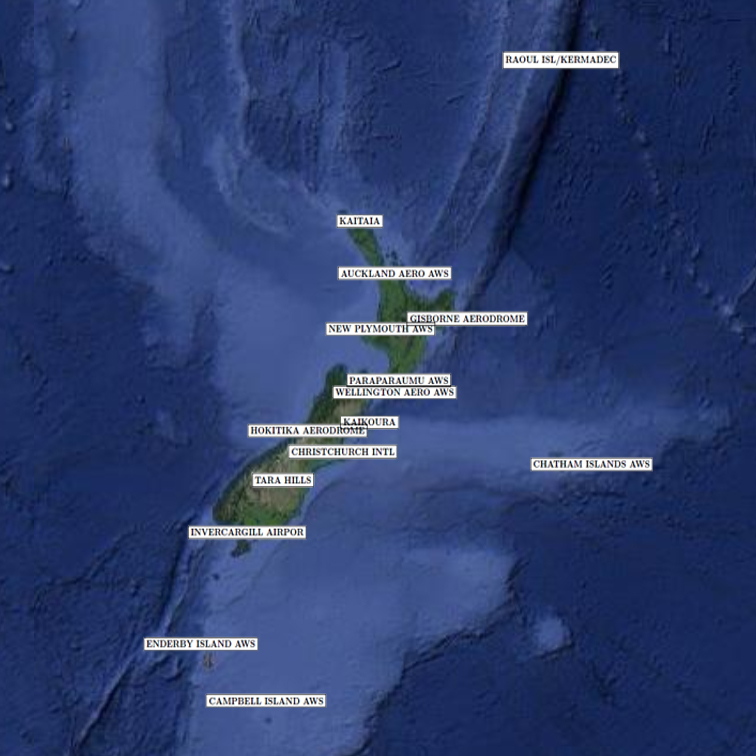 RAOUL ISL/KERMADEC
KAITAIA
AUCKLAND AERO AWS
GISBORNE AERODROME
NEW PLYMOUTH AWS
PARAPARAUMU AWS
WELLINGTON AERO AWS
KAIKOURA
HOKITIKA AERODROME
CHRISTCHURCH INTL
CHATHAM ISLANDS AWS
TARA HILLS
INVERCARGILL AIRPOR
ENDERBY ISLAND AWS
CAMPBELL ISLAND AWS